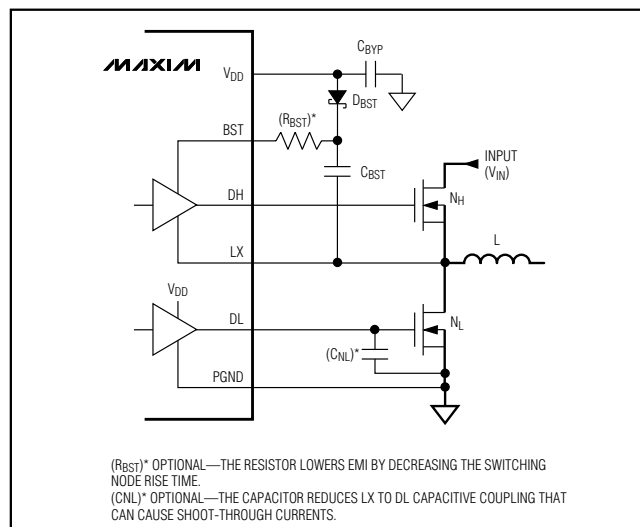 MAXIM
VDD
CBYP
DBST
BST
(RBST)*
CBST
INPUT
(VIN)
DH
NH
L
LX
VDD
DL
NL
(CNL)*
PGND
(RBST)* OPTIONAL—THE RESISTOR LOWERS EMI BY DECREASING THE SWITCHING
NODE RISE TIME.
(CNL)* OPTIONAL—THE CAPACITOR REDUCES LX TO DL CAPACITIVE COUPLING THAT
CAN CAUSE SHOOT-THROUGH CURRENTS.